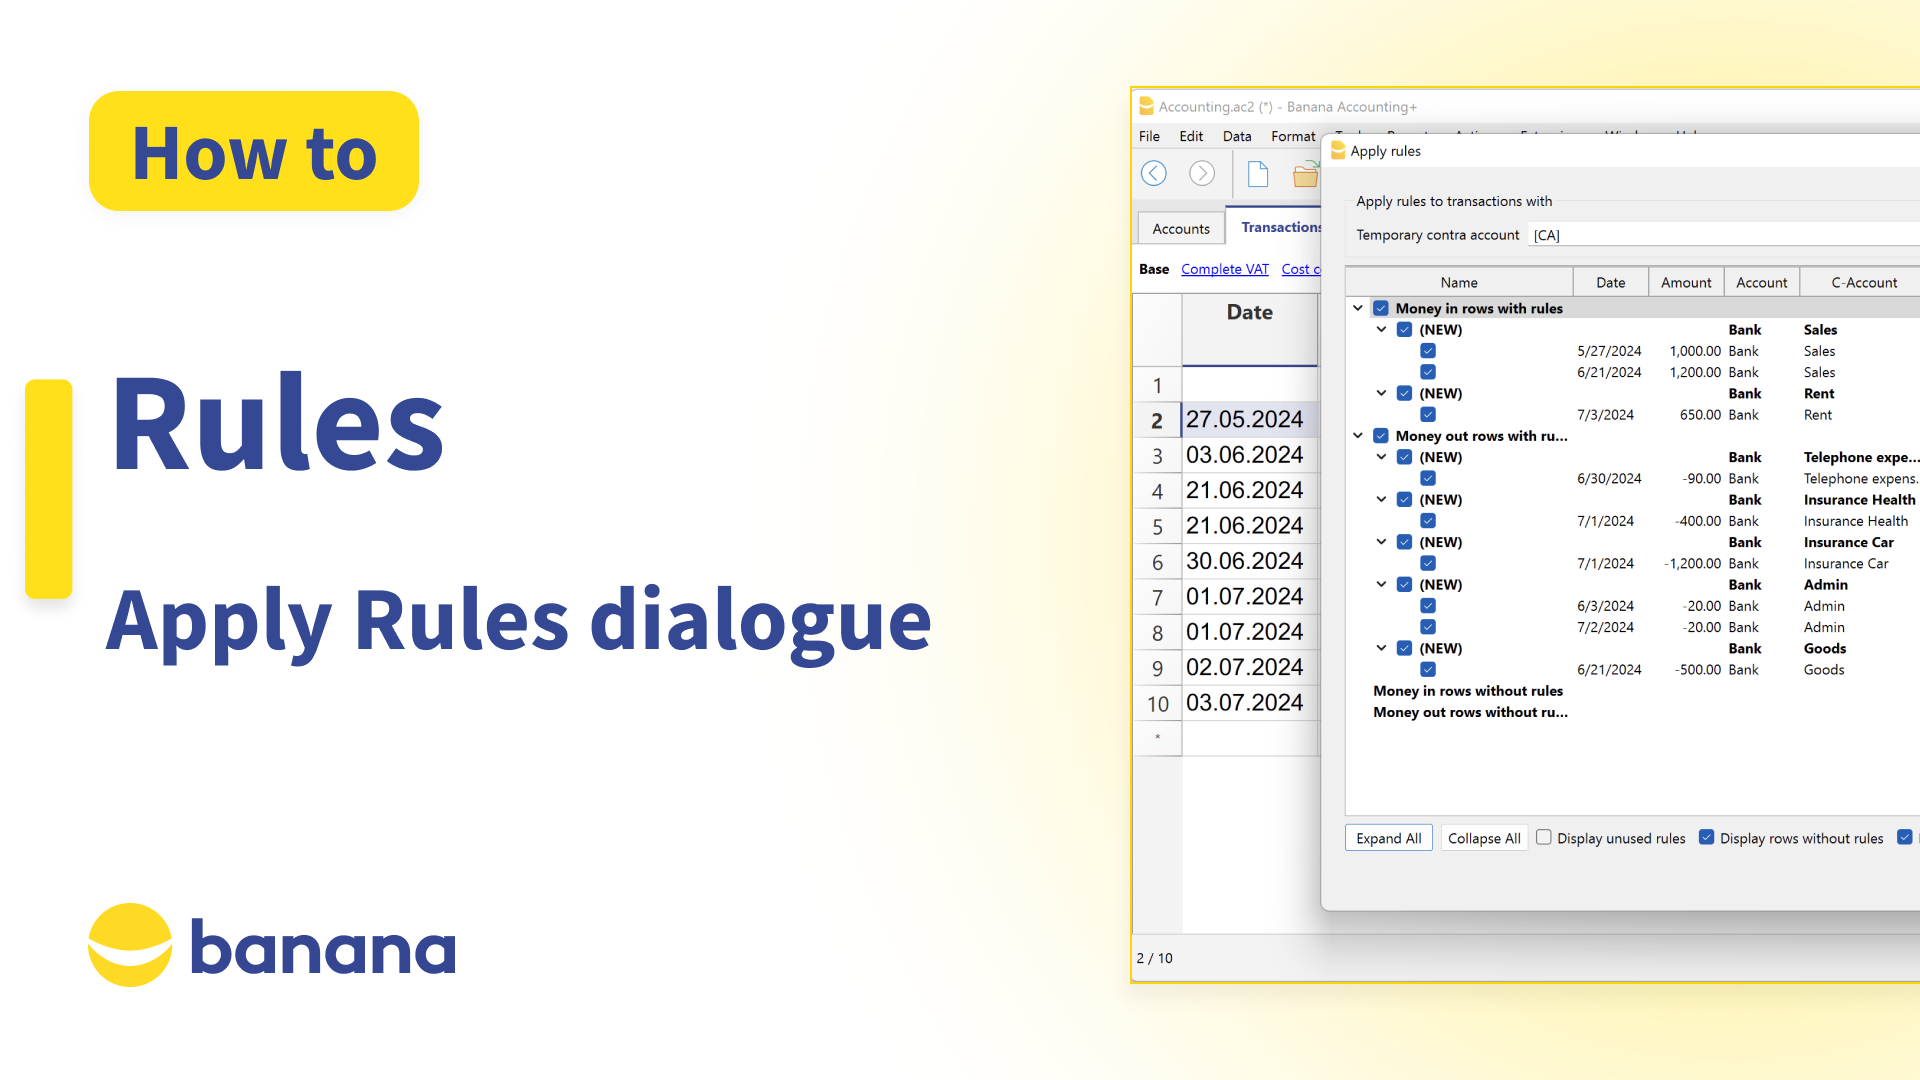 How to
Rules
Apply Rules dialogue
banana
Accounting.ac2 (*) - Banana Accounting+
File Edit Data Format
Accounts Transactions
Base Complete VAT Cost c
Date
1
2 27.05.2024
3 03.06.2024
4 21.06.2024
5 21.06.2024
6 30.06.2024
7 01.07.2024
8 01.07.2024
9 02.07.2024
10 03.07.2024
*
2 / 10
Apply rules
Apply rules to transactions with
Temporary contra account [CA]
Name Date Amount Account C-Account
Money in rows with rules
(NEW) Bank Sales
5/27/2024 1,000.00 Bank Sales
6/21/2024 1,200.00 Bank Sales
(NEW) Bank Rent
7/3/2024 650.00 Bank Rent
Money out rows with ru...
(NEW) Bank Telephone expe...
6/30/2024 -90.00 Bank Telephone expens.
(NEW) Bank Insurance Health
7/1/2024 -400.00 Bank Insurance Health
(NEW) Bank Insurance Car
7/1/2024 -1,200.00 Bank Insurance Car
(NEW) Bank Admin
6/3/2024 -20.00 Bank Admin
7/2/2024 -20.00 Bank Admin
(NEW) Bank Goods
6/21/2024 -500.00 Bank Goods
Money in rows without rules
Money out rows without ru...
Expand All Collapse All Display unused rules Display rows without rules